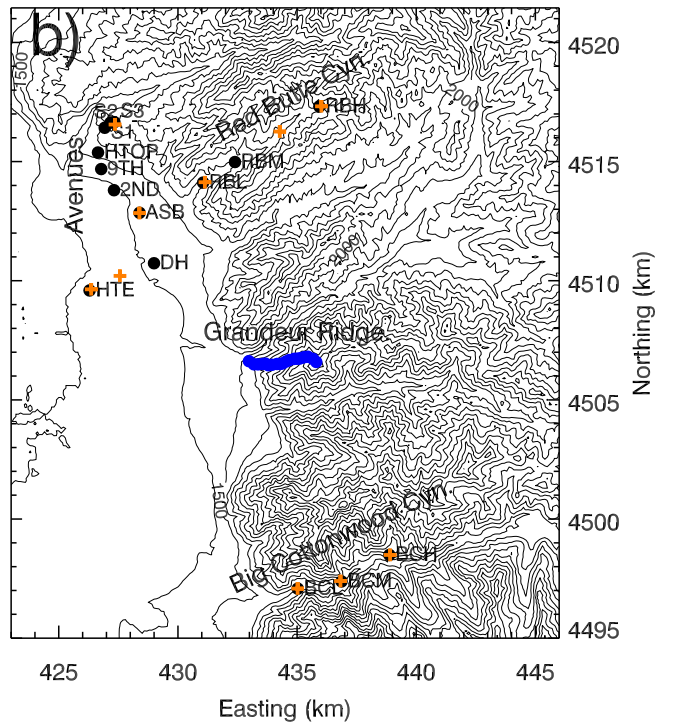 b)
1500
4520
Red Butte Cyn.
2000
RBH
S2 S3
S1
HTOP
9TH
2ND
Avenues
RBM
RBL
4515
ASB
2000
DH
4510
HTE
Grandeur Ridge
Northing (km)
4505
1500
4500
Big Cottonwood Cyn.
BCH
BCM
BCL
4495
425 430 435 440 445
Easting (km)